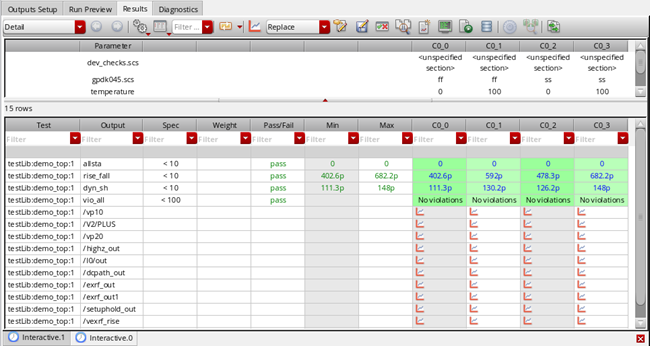 Outputs Setup Run Preview Results Diagnostics
Detail Filter ... Replace
Parameter C0_0 C0_1 C0_2 C0_3
dev_checks.scs <unspecified section> <unspecified section> <unspecified section> <unspecified section>
gpdk045.scs ff ff ss ss
temperature 0 100 0 100
15 rows
Test Output Spec Weight Pass/Fail Min Max C0_0 C0_1 C0_2 C0_3
Filter Filter Filter Filter Filter Filter Filter Filter Filter Filter Filter
testLib:demo_top:1 allsta < 10 pass 0 0 0 0 0 0
testLib:demo_top:1 rise_fall < 10 pass 402.6p 682.2p 402.6p 592p 478.3p 682.2p
testLib:demo_top:1 dyn_sh < 10 pass 111.3p 148p 111.3p 130.2p 126.2p 148p
testLib:demo_top:1 vio_all < 100 pass No violations No violations No violations No violations
testLib:demo_top:1 /vp10
testLib:demo_top:1 /V2/PLUS
testLib:demo_top:1 /vp20
testLib:demo_top:1 /highz_out
testLib:demo_top:1 /I0/out
testLib:demo_top:1 /dcpath_out
testLib:demo_top:1 /exrf_out
testLib:demo_top:1 /exrf_out1
testLib:demo_top:1 /setuphold_out
testLib:demo_top:1 /vexrf_rise
Interactive.1 Interactive.0